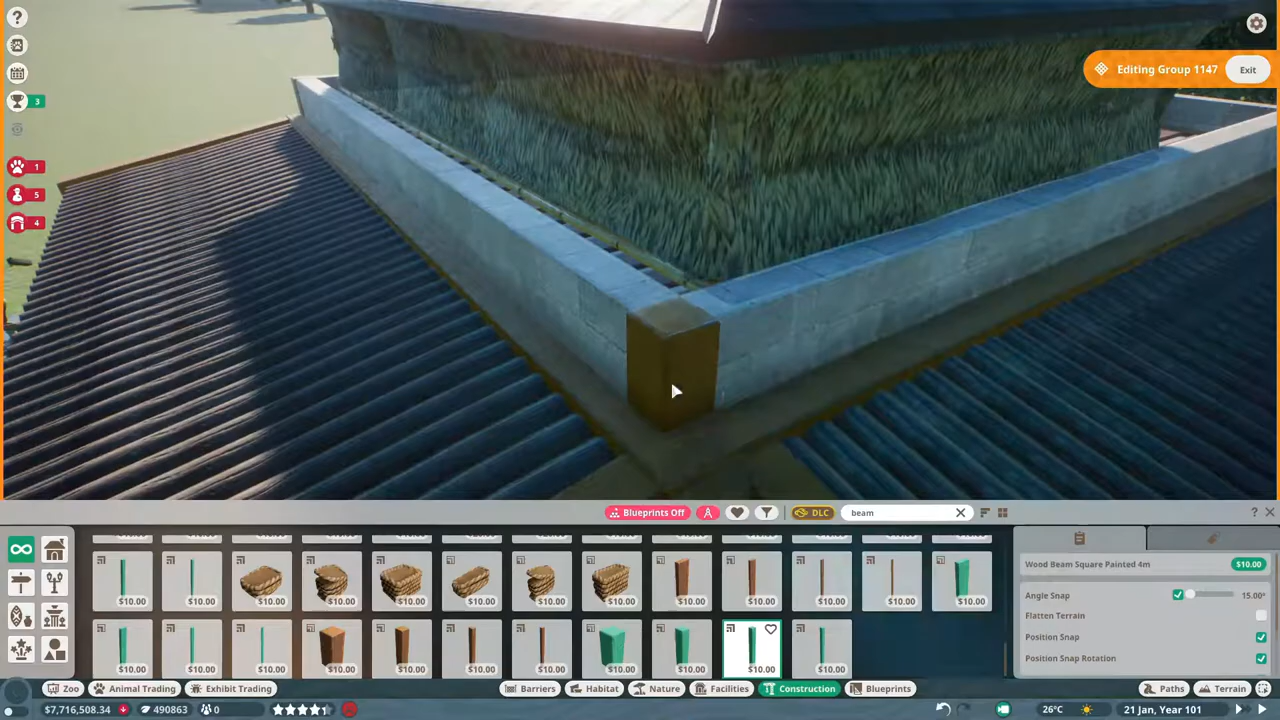 ?
Editing Group 1147
Exit
3
1
5
4
Blueprints Off
DLC
beam
?
$10.00 $10.00 $10.00 $10.00 $10.00 $10.00 $10.00 $10.00 $10.00 $10.00 $10.00 $10.00 $10.00
$10.00 $10.00 $10.00 $10.00 $10.00 $10.00 $10.00 $10.00 $10.00 $10.00 $10.00
Wood Beam Square Painted 4m
$10.00
Angle Snap
15.00°
Flatten Terrain
Position Snap
Position Snap Rotation
Zoo
Animal Trading
Exhibit Trading
Barriers
Habitat
Nature
Facilities
Construction
Blueprints
Paths
Terrain
$7,716,508.34
490863
0
26°C
21 Jan, Year 101